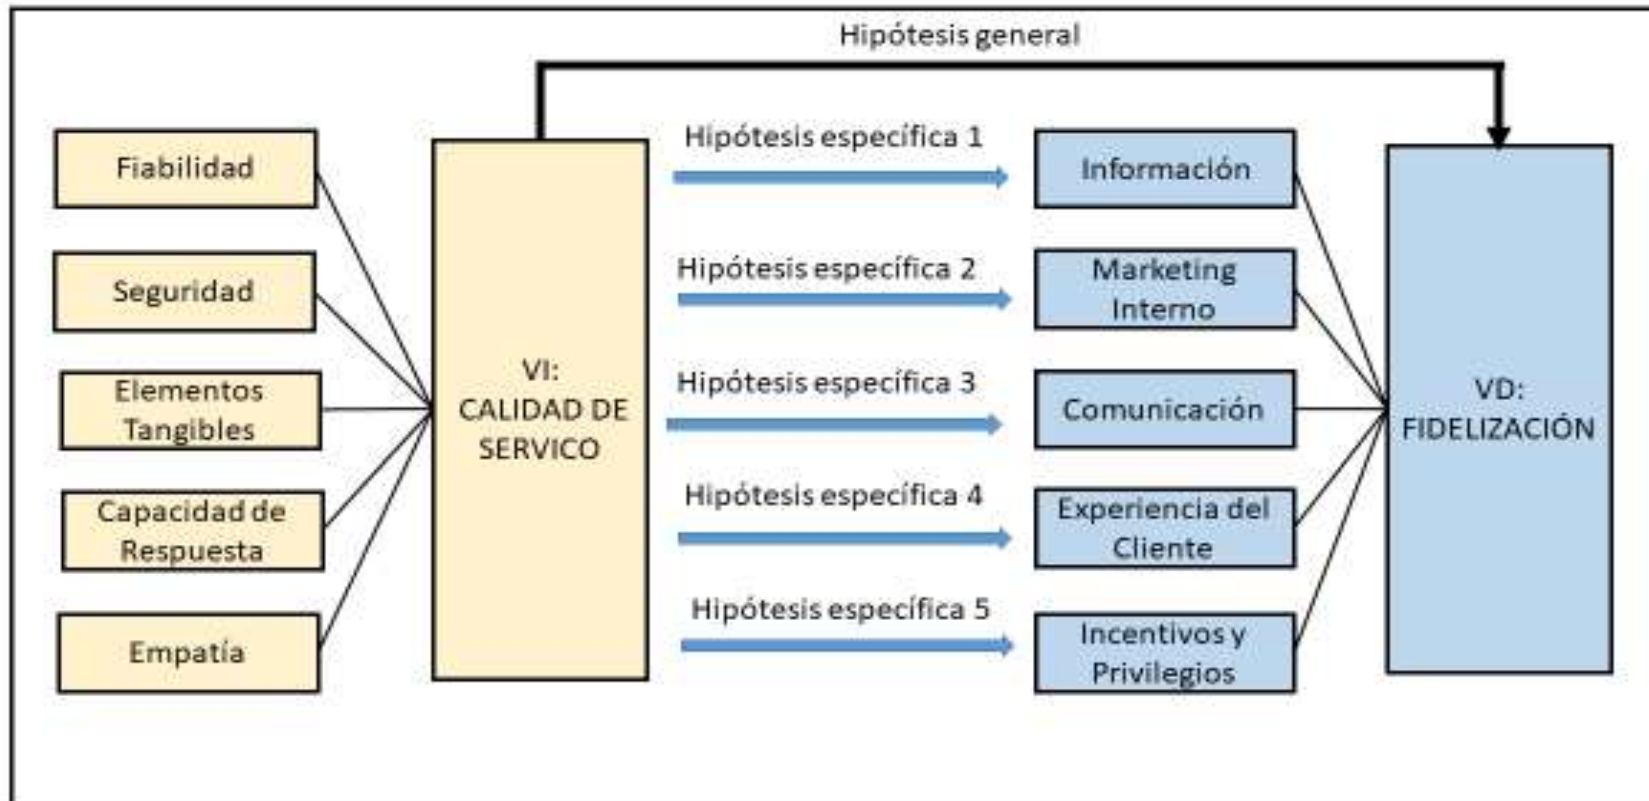 Hipótesis general
Fiabilidad
Seguridad
Elementos
Tangibles
Capacidad de
Respuesta
Empatía
VI:
CALIDAD DE
SERVICO
Hipótesis específica 1
Hipótesis específica 2
Hipótesis específica 3
Hipótesis específica 4
Hipótesis específica 5
Información
Marketing
Interno
Comunicación
Experiencia del
Cliente
Incentivos y
Privilegios
VD:
FIDELIZACIÓN